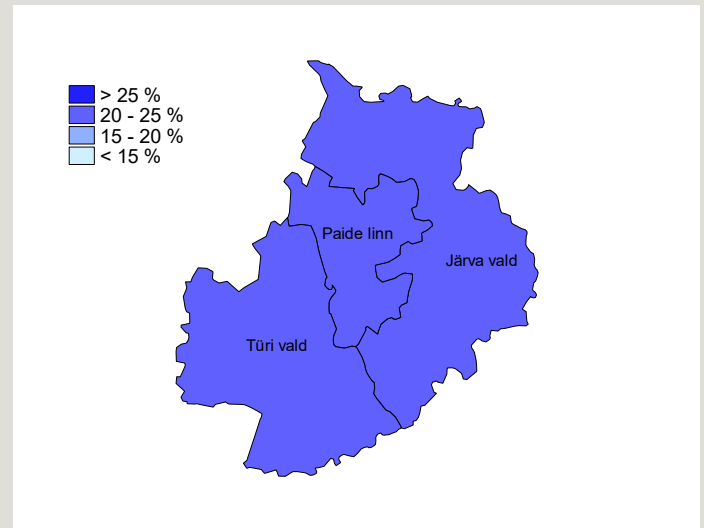 > 25 %
20 - 25 %
15 - 20 %
< 15 %
Paide linn
Järva vald
Türi vald